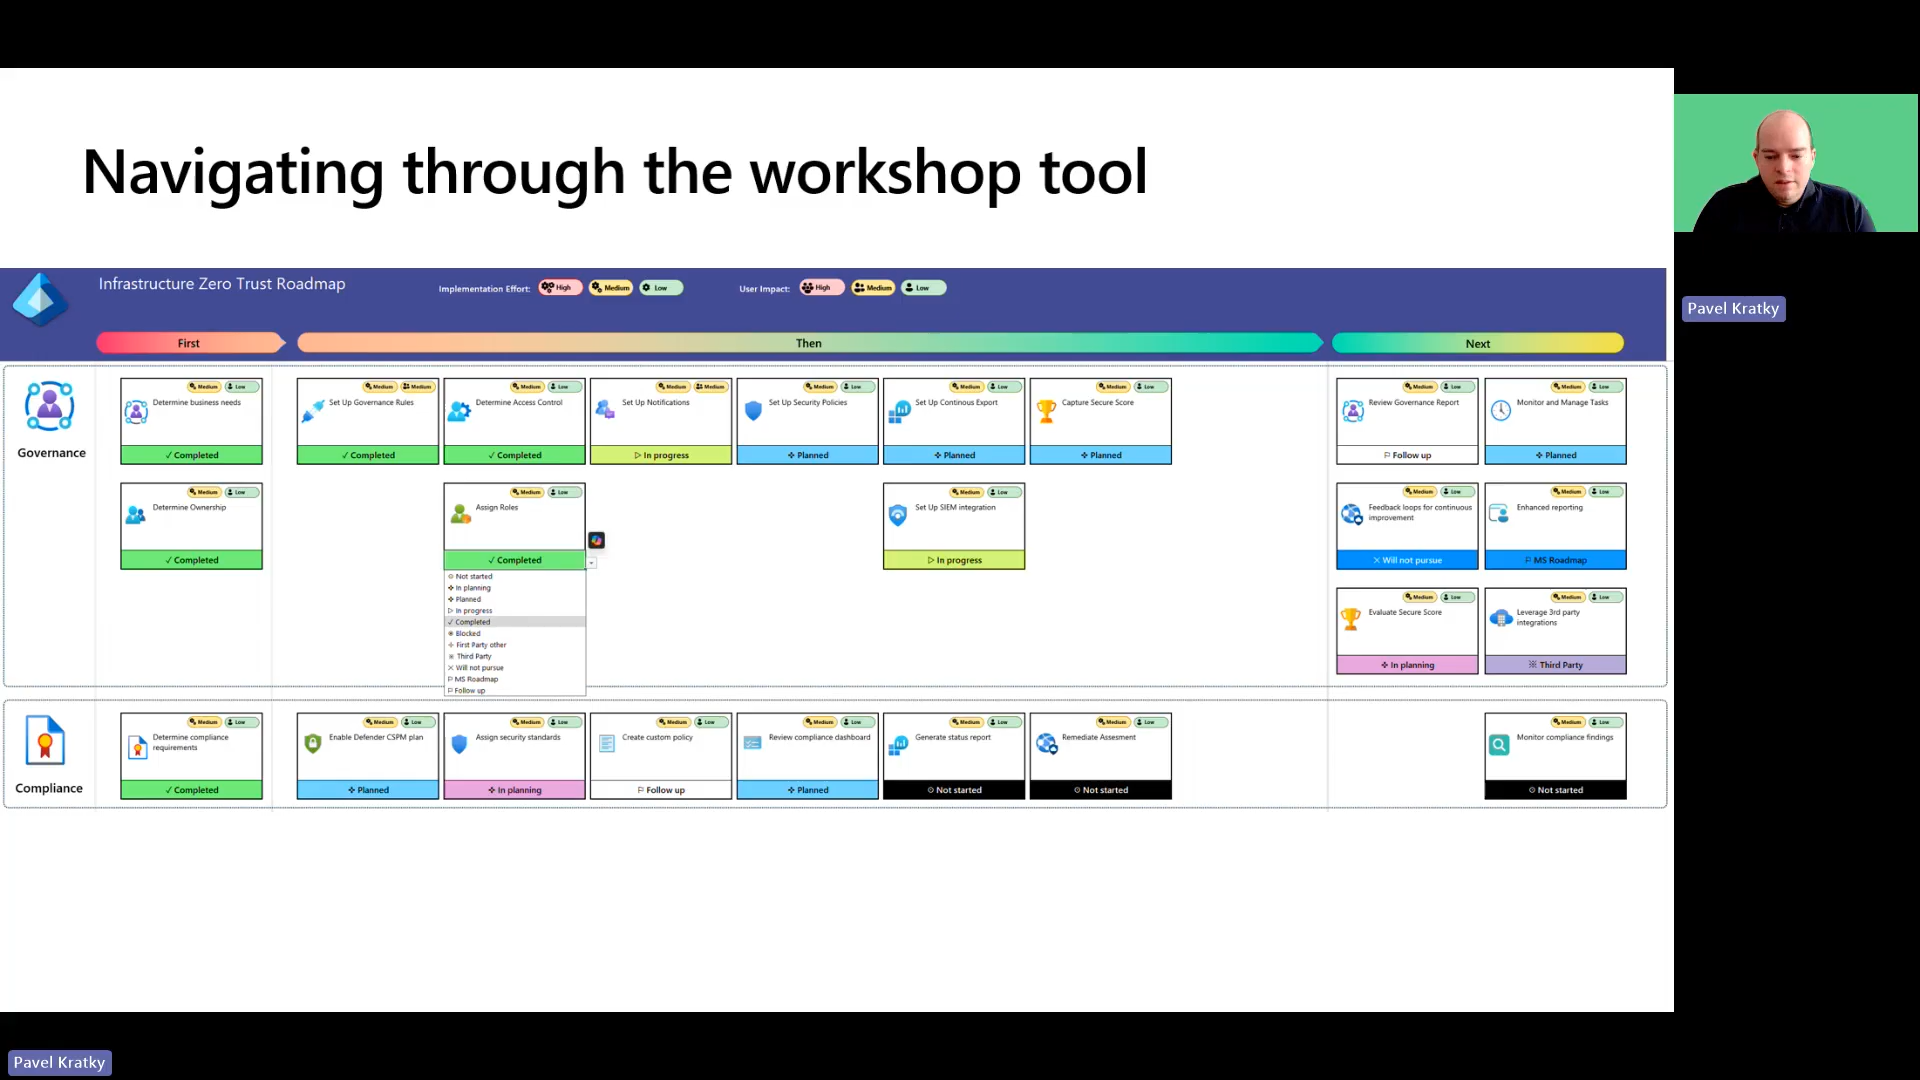 Navigating through the workshop tool
Infrastructure Zero Trust Roadmap
Implementation Effort: High Medium Low
User Impact: High Medium Low
First
Then
Next
Governance
Medium Low
Determine business needs
✓ Completed
Medium Medium
Set Up Governance Rules
✓ Completed
Medium Low
Determine Access Control
✓ Completed
Medium Medium
Set Up Notifications
In progress
Medium Low
Set Up Security Policies
Planned
Medium Low
Set Up Continous Export
Planned
Medium Low
Capture Secure Score
Planned
Medium Low
Review Governance Report
Follow up
Medium Low
Monitor and Manage Tasks
Planned
Medium Low
Determine Ownership
✓ Completed
Medium Low
Assign Roles
✓ Completed
Not started
In planning
Planned
In progress
✓ Completed
Blocked
First Party other
Third Party
Will not pursue
MS Roadmap
Follow up
Medium Low
Set Up SIEM integration
In progress
Medium Low
Feedback loops for continuous
improvement
Will not pursue
Medium Low
Enhanced reporting
MS Roadmap
Medium Low
Evaluate Secure Score
In planning
Medium Low
Leverage 3rd party
integrations
Third Party
Compliance
Medium Low
Determine compliance
requirements
✓ Completed
Medium Low
Enable Defender CSPM plan
Planned
Medium Low
Assign security standards
In planning
Medium Low
Create custom policy
Follow up
Medium Low
Review compliance dashboard
Planned
Medium Low
Generate status report
Not started
Medium Low
Remediate Assesment
Not started
Medium Low
Monitor compliance findings
Not started
Pavel Kratky
Pavel Kratky